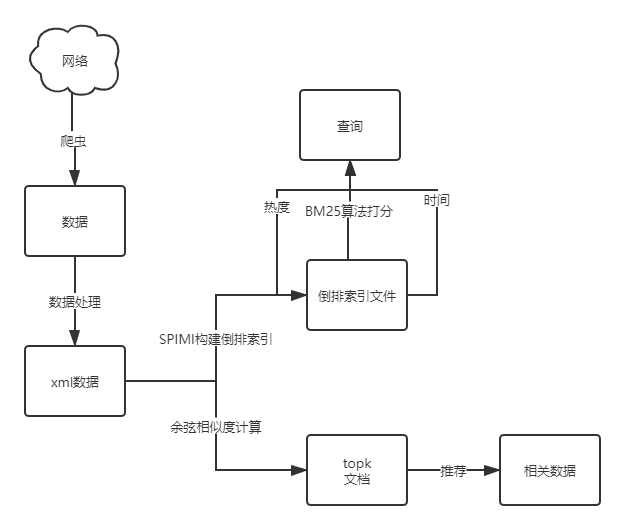 网络
爬虫
查询
数据
热度
BM25算法打分
时间
数据处理
倒排索引文件
SPIMI构建倒排索引
xml数据
余弦相似度计算
topk
文档
推荐
相关数据